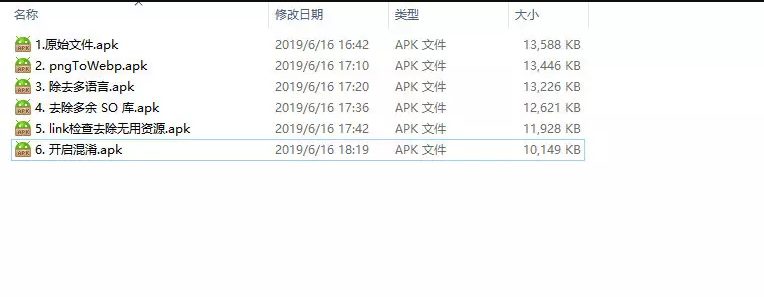 名称 修改日期 类型 大小
1.原始文件.apk 2019/6/16 16:42 APK 文件 13,588 KB
2. pngToWebp.apk 2019/6/16 17:10 APK 文件 13,446 KB
3. 除去多语言.apk 2019/6/16 17:20 APK 文件 13,226 KB
4. 去除多余 SO 库.apk 2019/6/16 17:36 APK 文件 12,621 KB
5. link检查去除无用资源.apk 2019/6/16 17:42 APK 文件 11,928 KB
6. 开启混淆.apk 2019/6/16 18:19 APK 文件 10,149 KB